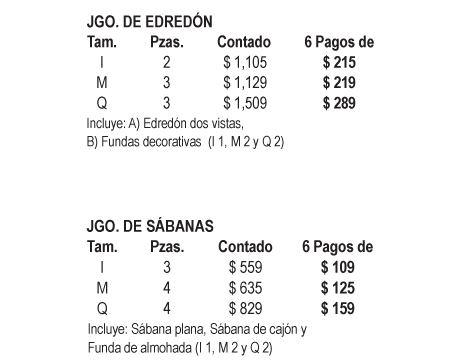 JGO. DE EDREDÓN
Tam. Pzas. Contado 6 Pagos de
I 2 $ 1,105 $ 215
M 3 $ 1,129 $ 219
Q 3 $ 1,509 $ 289
Incluye: A) Edredón dos vistas,
B) Fundas decorativas (I 1, M 2 y Q 2)
JGO. DE SÁBANAS
Tam. Pzas. Contado 6 Pagos de
I 3 $ 559 $ 109
M 4 $ 635 $ 125
Q 4 $ 829 $ 159
Incluye: Sábana plana, Sábana de cajón y
Funda de almohada (I 1, M 2 y Q 2)